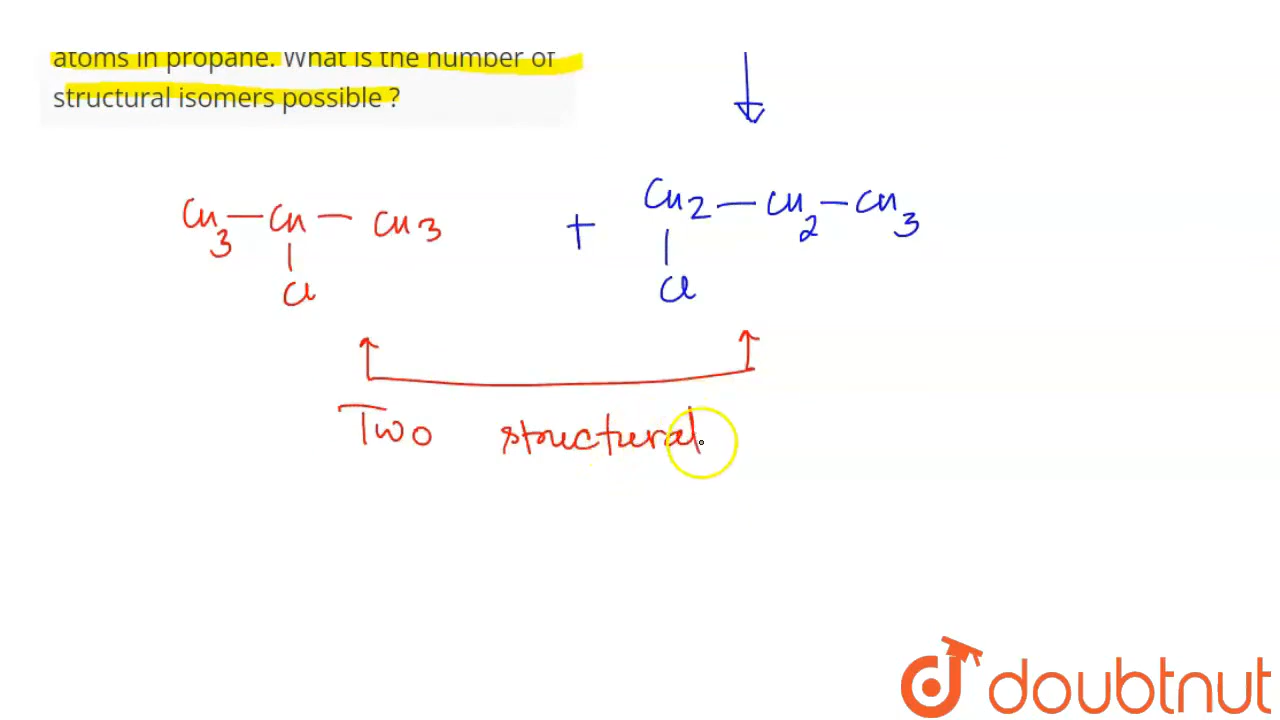 atoms in propane. What is the number of
structural isomers possible ?
CH3 — CH — CH3 + CH2 — CH2 — CH3
Cl Cl
Two structural
doubtnut